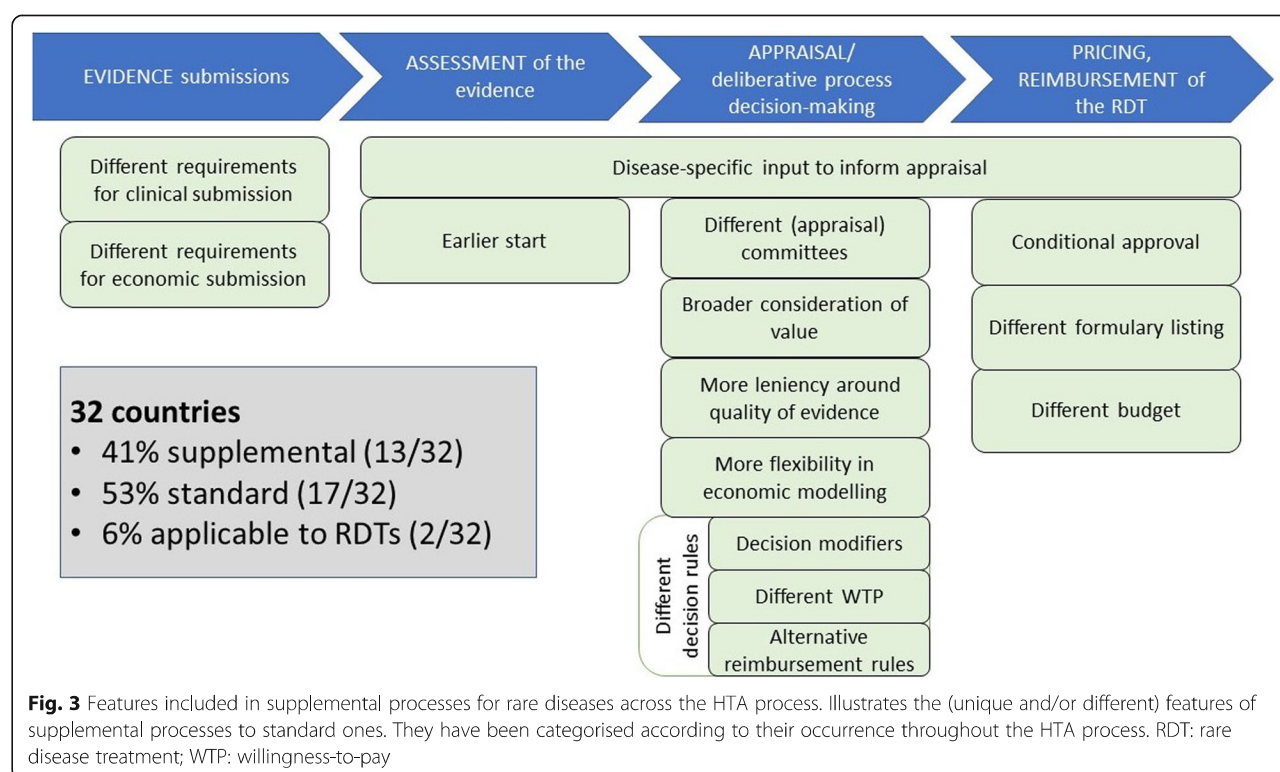 EVIDENCE submissions
ASSESSMENT of the
evidence
APPRAISAL/
deliberative process
decision-making
PRICING,
REIMBURSEMENT of
the RDT
Different requirements
for clinical submission
Different requirements
for economic submission
Disease-specific input to inform appraisal
Earlier start
Different (appraisal)
committees
Broader consideration of
value
More leniency around
quality of evidence
More flexibility in
economic modelling
Different
decision rules
Decision modifiers
Different WTP
Alternative
reimbursement rules
Conditional approval
Different formulary listing
Different budget
32 countries
• 41% supplemental (13/32)
• 53% standard (17/32)
• 6% applicable to RDTs (2/32)
Fig. 3 Features included in supplemental processes for rare diseases across the HTA process. Illustrates the (unique and/or different) features of
supplemental processes to standard ones. They have been categorised according to their occurrence throughout the HTA process. RDT: rare
disease treatment; WTP: willingness-to-pay